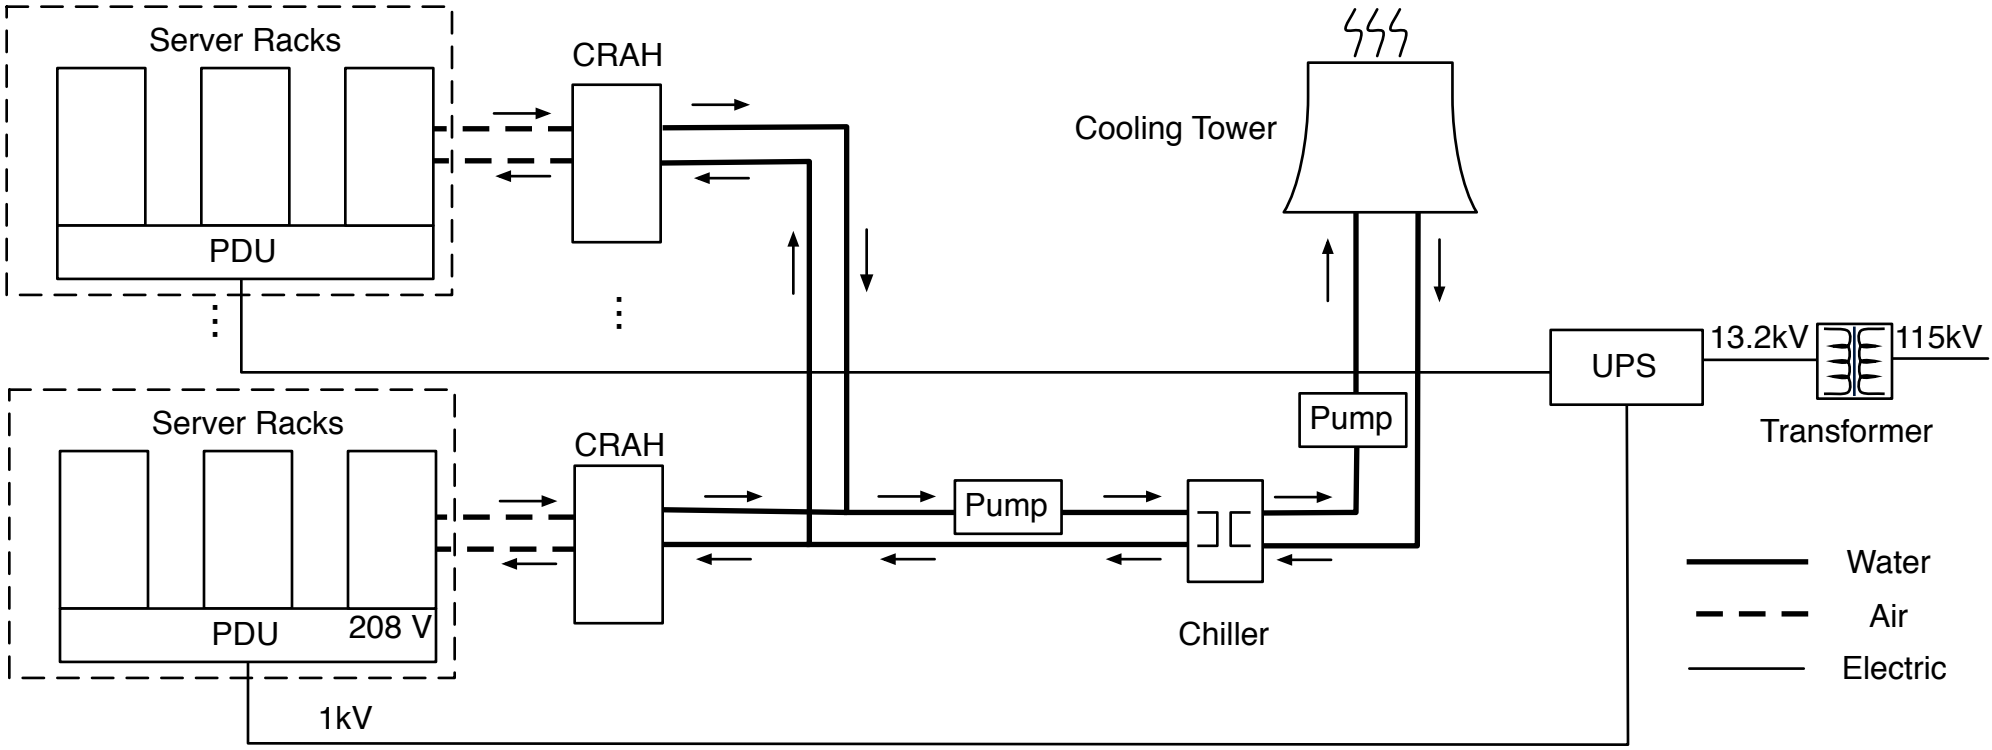 Server Racks
CRAH
PDU
Cooling Tower
13.2kV
115kV
UPS
Transformer
Server Racks
CRAH
Pump
Pump
PDU
208 V
Chiller
1kV
Water
Air
Electric